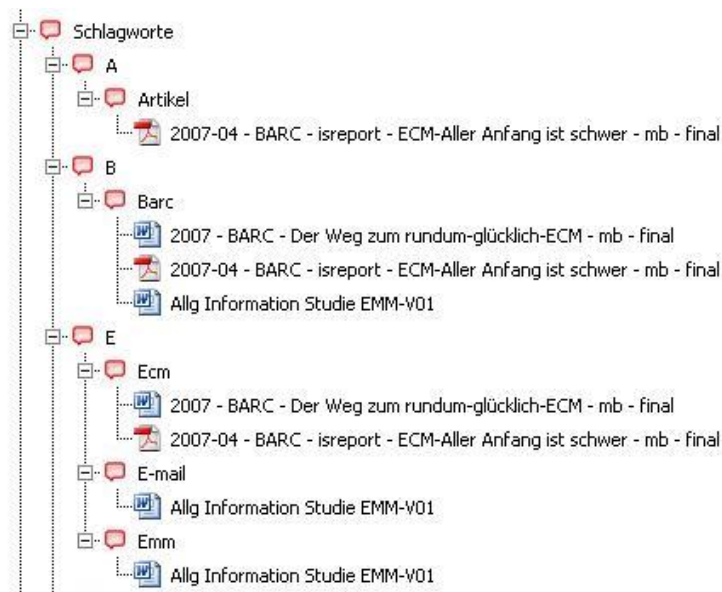 Schlagworte
A
Artikel
2007-04 - BARC - isreport - ECM-Aller Anfang ist schwer - mb - final
B
Barc
2007 - BARC - Der Weg zum rundum-glücklich-ECM - mb - final
2007-04 - BARC - isreport - ECM-Aller Anfang ist schwer - mb - final
Allg Information Studie EMM-V01
E
Ecm
2007 - BARC - Der Weg zum rundum-glücklich-ECM - mb - final
2007-04 - BARC - isreport - ECM-Aller Anfang ist schwer - mb - final
E-mail
Allg Information Studie EMM-V01
Emm
Allg Information Studie EMM-V01